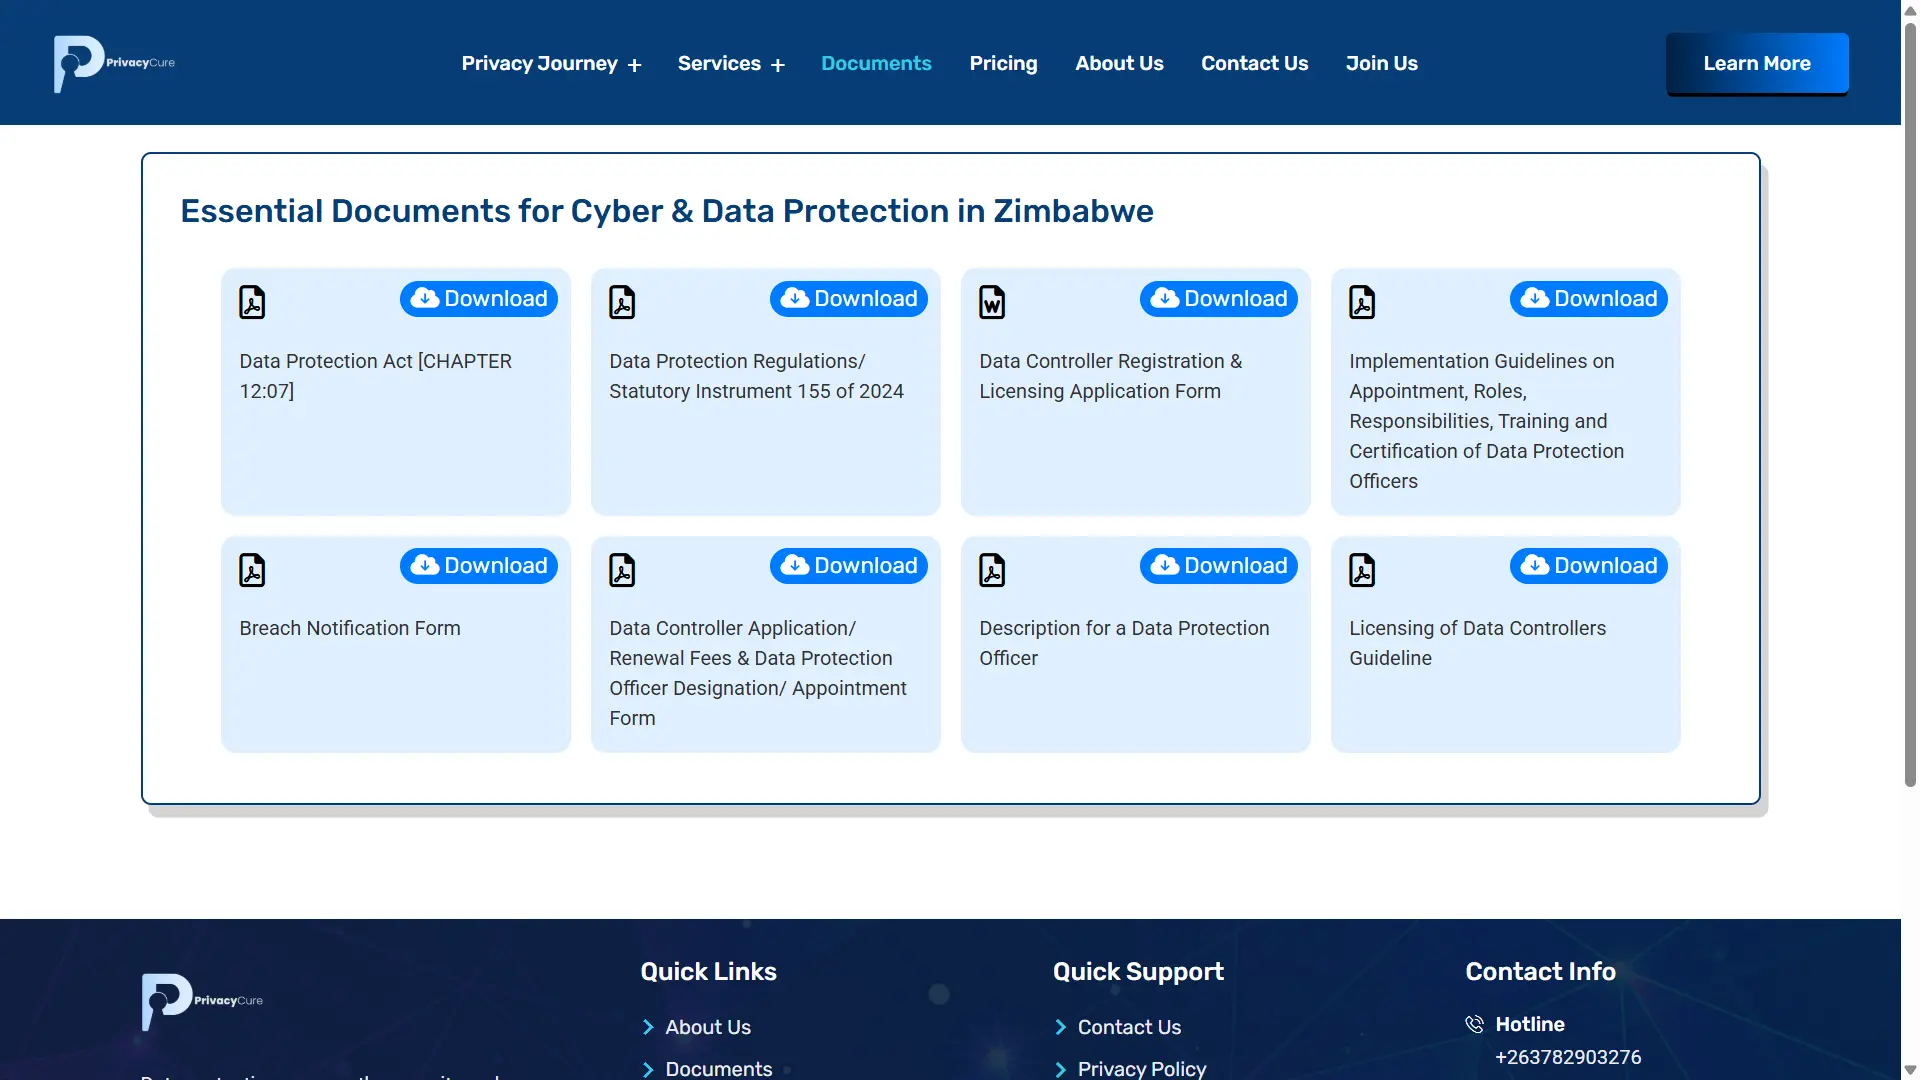 PrivacyCure
Privacy Journey +
Services +
Documents
Pricing
About Us
Contact Us
Join Us
Learn More
Essential Documents for Cyber & Data Protection in Zimbabwe
Download
Data Protection Act [CHAPTER
12:07]
Download
Data Protection Regulations/
Statutory Instrument 155 of 2024
Download
Data Controller Registration &
Licensing Application Form
Download
Implementation Guidelines on
Appointment, Roles,
Responsibilities, Training and
Certification of Data Protection
Officers
Download
Breach Notification Form
Download
Data Controller Application/
Renewal Fees & Data Protection
Officer Designation/ Appointment
Form
Download
Description for a Data Protection
Officer
Download
Licensing of Data Controllers
Guideline
PrivacyCure
Quick Links
About Us
Documents
Quick Support
Contact Us
Privacy Policy
Contact Info
Hotline
+263782903276